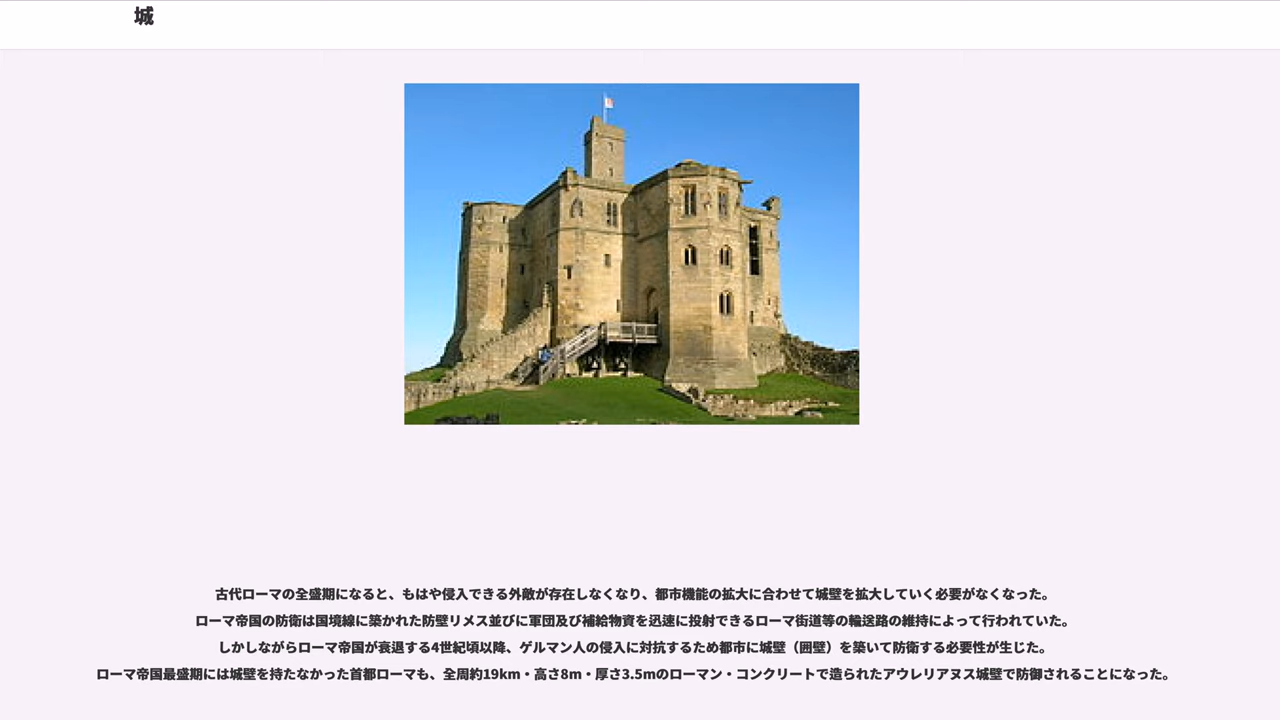 城
古代ローマの全盛期になると、もはや侵入できる外敵が存在しなくなり、都市機能の拡大に合わせて城壁を拡大していく必要がなくなった。
ローマ帝国の防衛は国境線に築かれた防壁リメス並びに軍団及び補給物資を迅速に投射できるローマ街道等の輸送路の維持によって行われていた。
しかしながらローマ帝国が衰退する4世紀頃以降、ゲルマン人の侵入に対抗するため都市に城壁（囲壁）を築いて防衛する必要性が生じた。
ローマ帝国最盛期には城壁を持たなかった首都ローマも、全周約19km・高さ8m・厚さ3.5mのローマン・コンクリートで造られたアウレリアヌス城壁で防御されることになった。